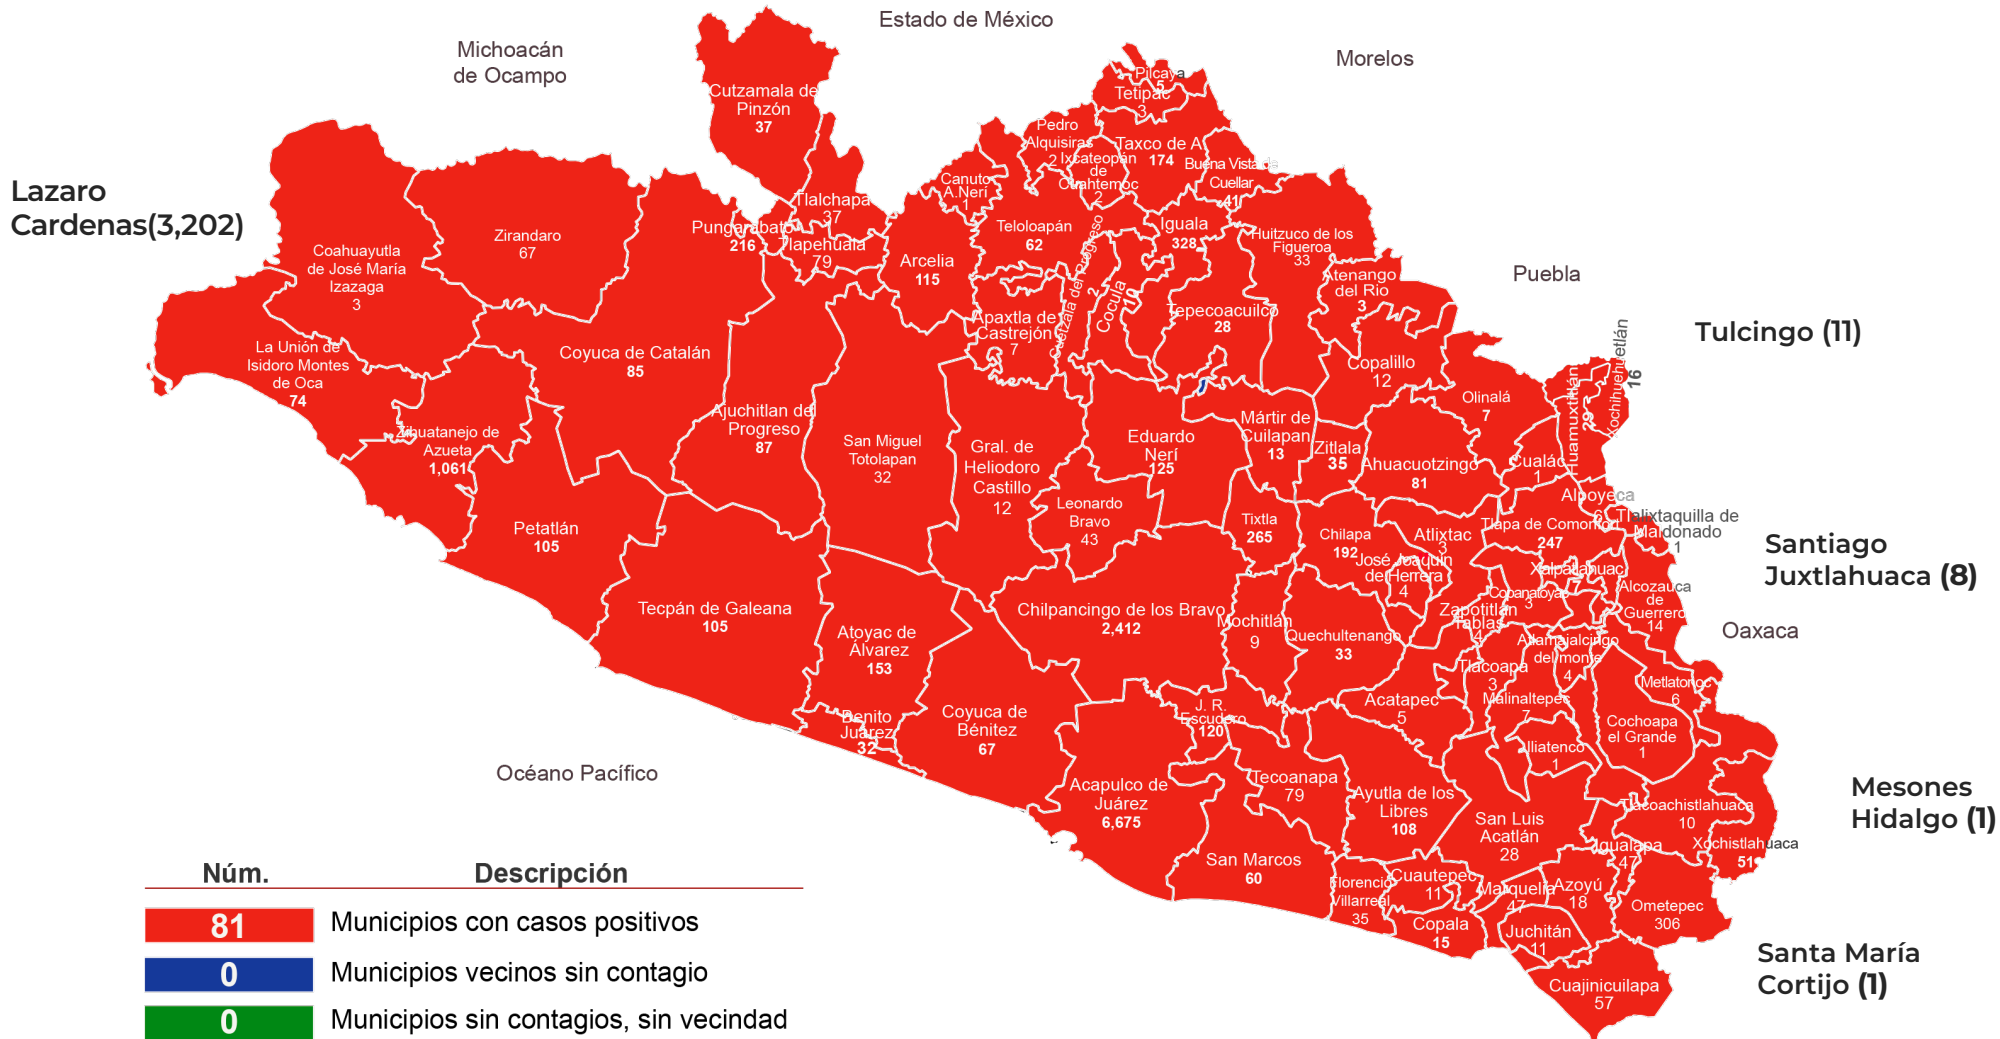 Estado de México
Michoacán
de Ocampo
Morelos
Puebla
Oaxaca
Océano Pacífico
Lazaro
Cardenas(3,202)
Tulcingo (11)
Santiago
Juxtlahuaca (8)
Mesones
Hidalgo (1)
Santa María
Cortijo (1)
Cutzamala de
Pinzón
37
Tlalchapa
37
Pungarabato
216
Tlapehuala
79
Coahuayutla
de José María
Izazaga
3
Zirandaro
67
La Unión de
Isidoro Montes
de Oca
74
Zihuatanejo de
Azueta
1,061
Coyuca de Catalán
85
Ajuchitlan del
Progreso
87
San Miguel
Totolapan
32
Arcelia
115
Canuto
A.Nerí
1
Teloloapán
62
Pedro
Alquisiras
2
Ixcateopán
de
Cuahtemoc
2
Pilcaya
5
Tetipac
3
Taxco de A
174
Buena Vista de
Cuellar
41
Iguala
328
Huitzuco de los
Figueroa
33
Atenango
del Rio
3
Cuetzala del Progreso
2
Cocula
10
Tepecoacuilco
28
Apaxtla de
Castrejón
7
Copalillo
12
Olinalá
7
Huamuxtitlán
29
Xochihuehuetlán
16
Gral. de
Heliodoro
Castillo
12
Eduardo
Nerí
125
Mártir de
Cuilapan
13
Zitlala
35
Ahuacuotzingo
81
Cualác
1
Alpoyeca
6
Tlalixtaquilla de
Maldonado
1
Petatlán
105
Leonardo
Bravo
43
Tixtla
265
Chilapa
192
Atlixtac
3
Tlapa de Comonfort
247
José Joaquín
de Herrera
4
Xalpatlahuac
Copanatoyac
3
Alcozauca
de
Guerrero
14
Zapotitlán
Tablas
4
Tecpán de Galeana
105
Atoyac de
Álvarez
153
Chilpancingo de los Bravo
2,412
Mochitlán
9
Quechultenango
33
Atlamajalcingo
del monte
4
Tlacoapa
3
Metlatonoc
6
Malinaltepec
7
Acatapec
5
Cochoapa
el Grande
1
Iliatenco
1
Benito
Juárez
32
Coyuca de
Bénitez
67
J. R.
Escudero
120
Acapulco de
Juárez
6,675
Tecoanapa
79
Ayutla de los
Libres
108
San Luis
Acatlán
28
Tlacoachistlahuaca
10
Xochistlahuaca
51
Igualapa
47
San Marcos
60
Florencio
Villarreal
35
Cuautepec
11
Copala
15
Marquelia
47
Azoyú
18
Ometepec
306
Juchitán
11
Cuajinicuilapa
57
Núm. Descripción
81 Municipios con casos positivos
0 Municipios vecinos sin contagio
0 Municipios sin contagios, sin vecindad